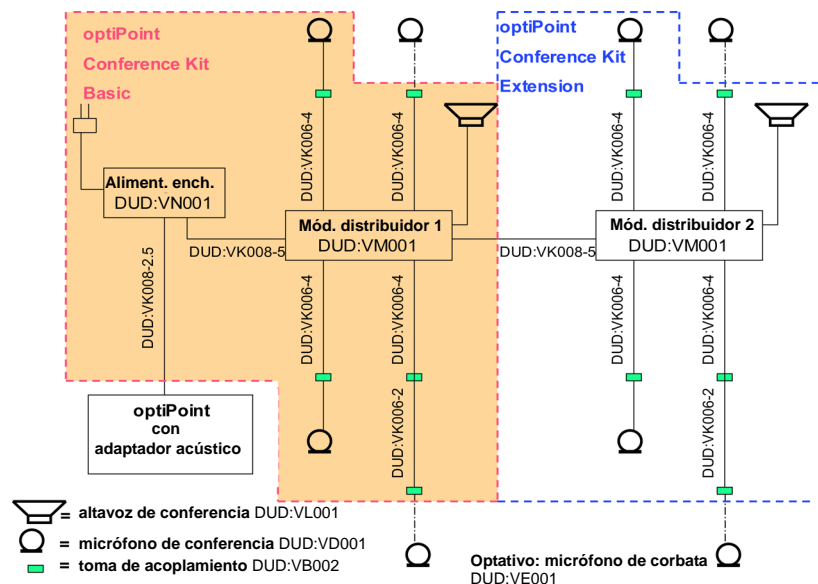 optiPoint
Conference Kit
Basic
optiPoint
Conference Kit
Extension
DUD:VK006-4
DUD:VK006-4
DUD:VK006-4
DUD:VK006-4
Aliment. ench.
DUD:VN001
Mód. distribuidor 1
DUD:VM001
Mód. distribuidor 2
DUD:VM001
DUD:VK008-5
DUD:VK008-5
DUD:VK008-2.5
DUD:VK006-4
DUD:VK006-4
DUD:VK006-4
DUD:VK006-4
optiPoint
con
adaptador acústico
DUD:VK006-2
DUD:VK006-2
= altavoz de conferencia DUD:VL001
= micrófono de conferencia DUD:VD001
= toma de acoplamiento DUD:VB002
Optativo: micrófono de corbata
DUD:VE001